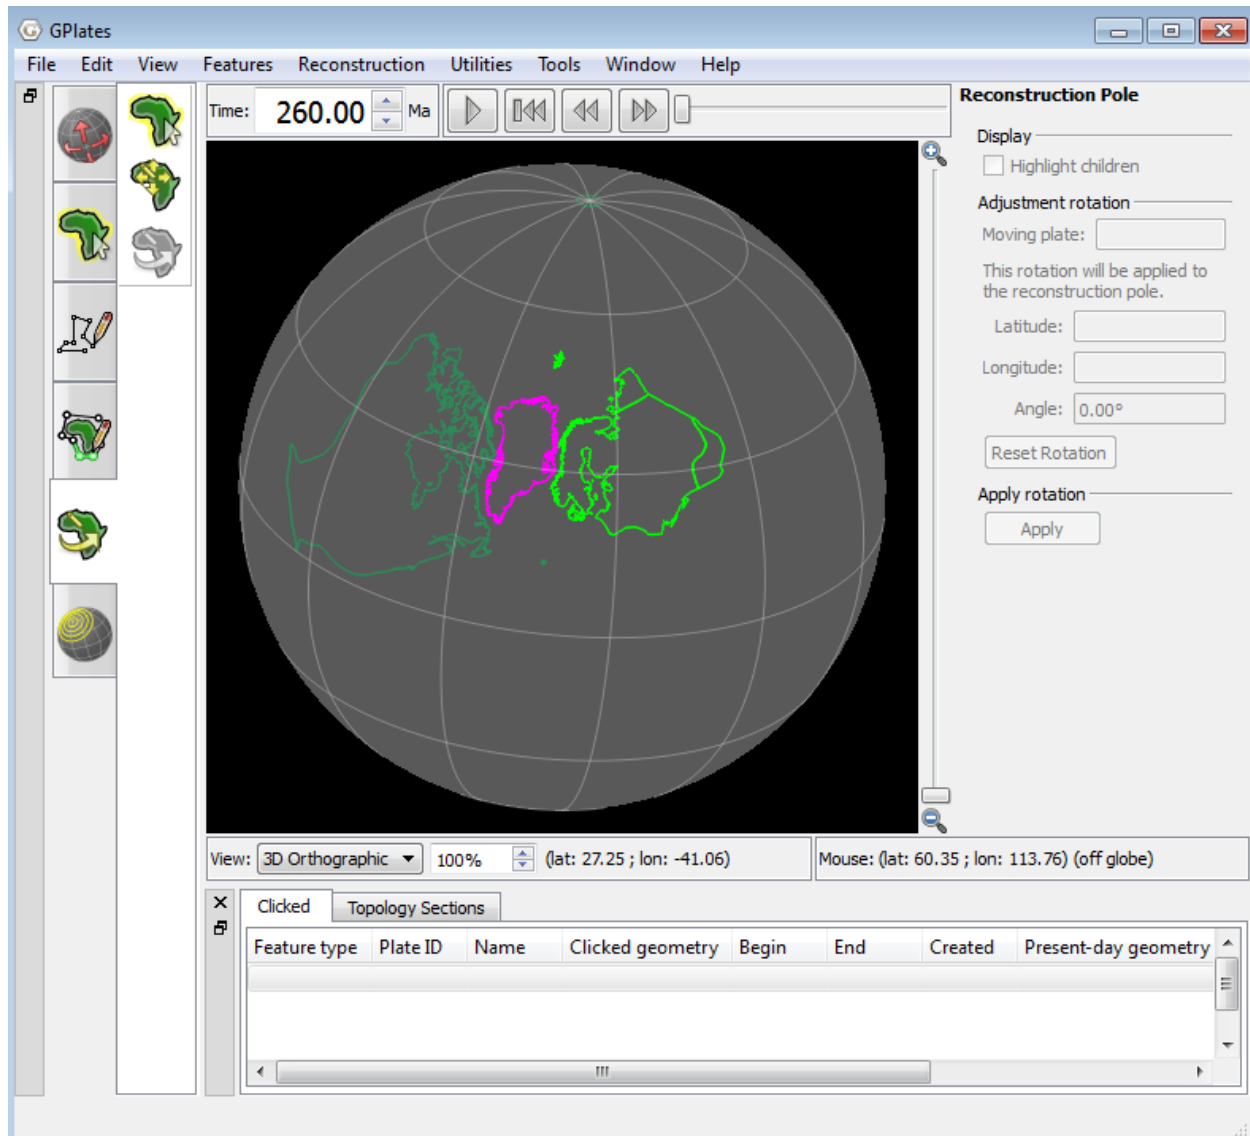 GPlates
File Edit View Features Reconstruction Utilities Tools Window Help
Time: 260.00 Ma
Reconstruction Pole
Display
Highlight children
Adjustment rotation
Moving plate:
This rotation will be applied to
the reconstruction pole.
Latitude:
Longitude:
Angle: 0.00°
Reset Rotation
Apply rotation
Apply
View: 3D Orthographic 100% (lat: 27.25 ; lon: -41.06) Mouse: (lat: 60.35 ; lon: 113.76) (off globe)
Clicked Topology Sections
Feature type Plate ID Name Clicked geometry Begin End Created Present-day geometry